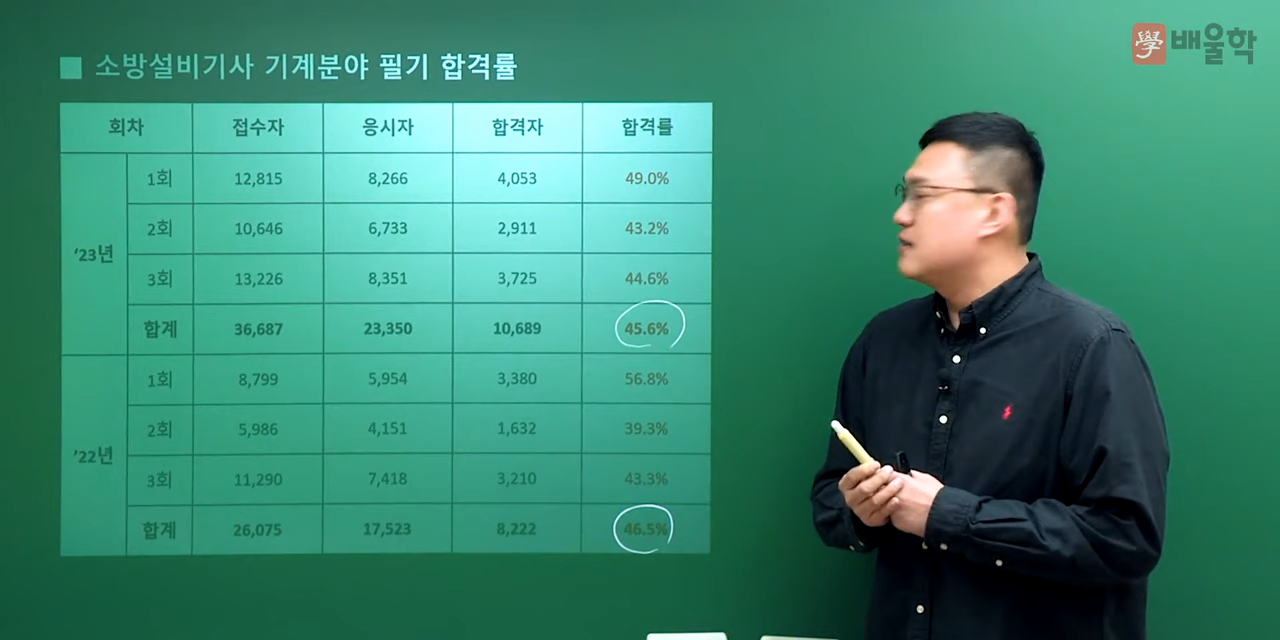 學 배울학
■ 소방설비기사 기계분야 필기 합격률
회차 접수자 응시자 합격자 합격률
'23년
1회 12,815 8,266 4,053 49.0%
2회 10,646 6,733 2,911 43.2%
3회 13,226 8,351 3,725 44.6%
합계 36,687 23,350 10,689 45.6%
'22년
1회 8,799 5,954 3,380 56.8%
2회 5,986 4,151 1,632 39.3%
3회 11,290 7,418 3,210 43.3%
합계 26,075 17,523 8,222 46.5%